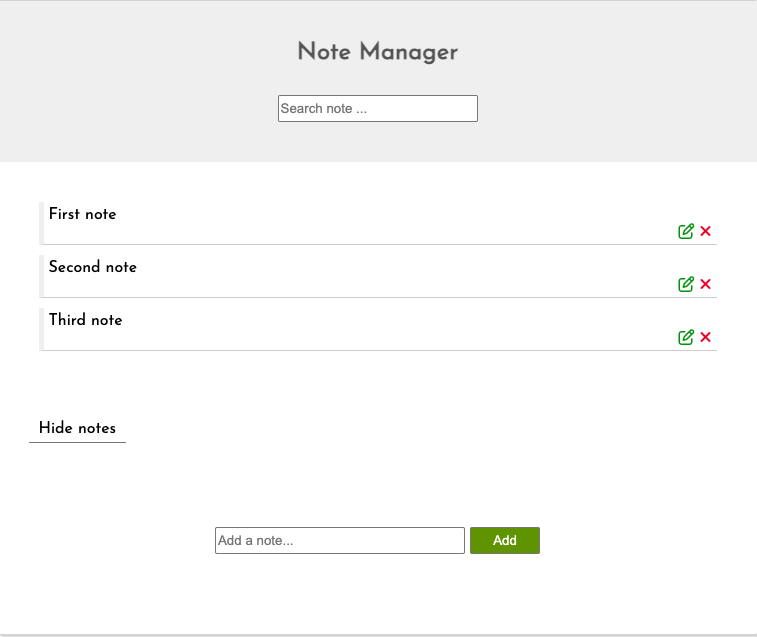 Note Manager
Search note ...
First note
Second note
Third note
Hide notes
Add a note...
Add